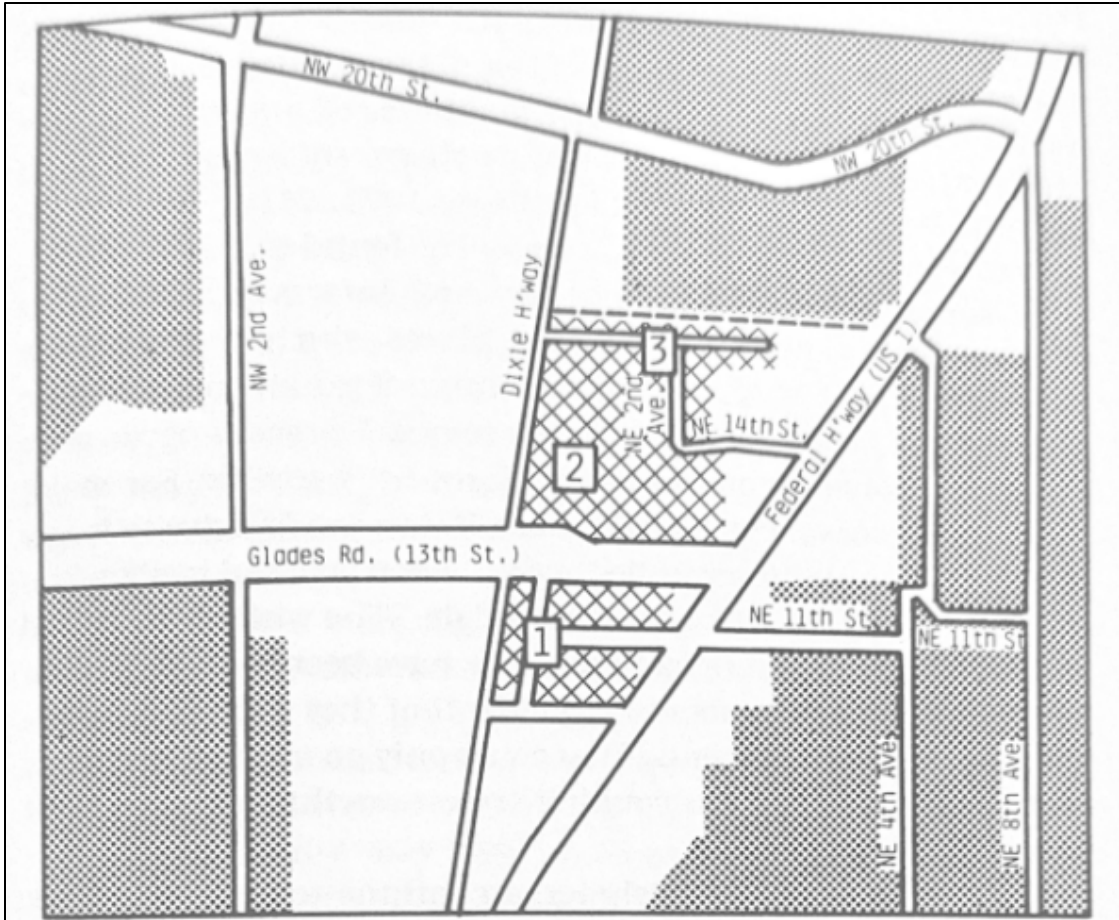 NW 20th St.
NW 20th St.
NW 2nd Ave.
Dixie H'way
3
NE 2nd
Ave.
NE 14th St.
2
Federal H'way (US 1)
Glades Rd. (13th St.)
1
NE 11th St.
NE 11th St
NE 4th Ave.
NE 8th Ave.